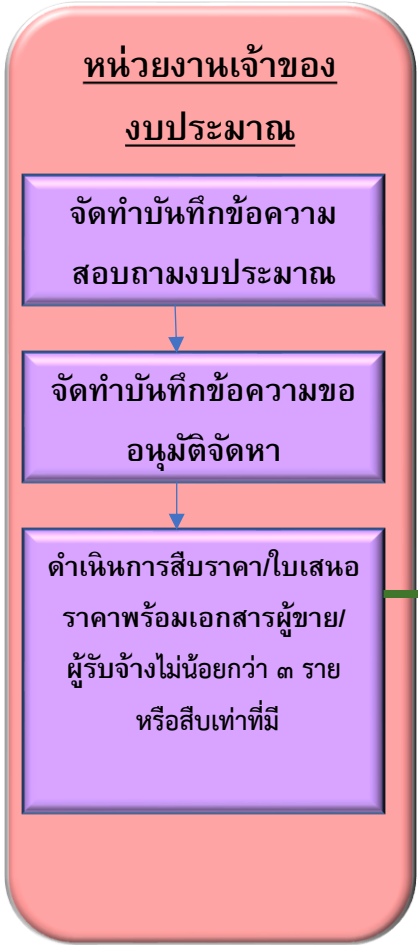 หน่วยงานเจ้าของ
งบประมาณ
จัดทำบันทึกข้อความ
สอบถามงบประมาณ
จัดทำบันทึกข้อความขอ
อนุมัติจัดหา
ดำเนินการสืบราคา/ใบเสนอ
ราคาพร้อมเอกสารผู้ขาย/
ผู้รับจ้างไม่น้อยกว่า ๓ ราย
หรือสืบเท่าที่มี